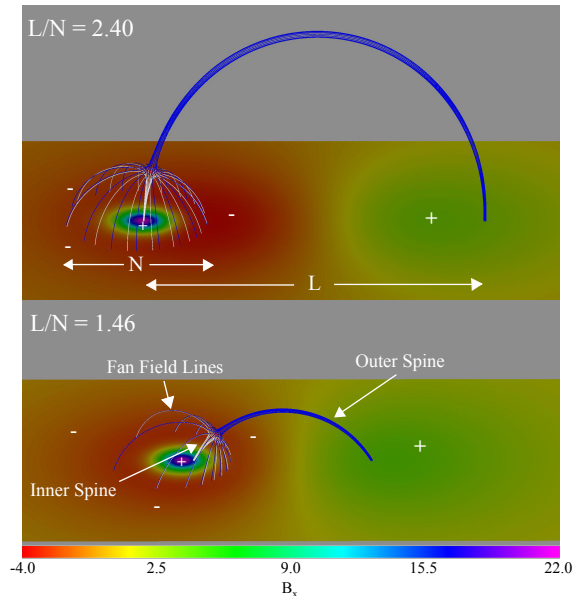 L/N = 2.40
-
+
-
-
+
N
L
L/N = 1.46
Fan Field Lines
Outer Spine
-
-
+
+
Inner Spine
-
-4.0 2.5 9.0 15.5 22.0
Bx